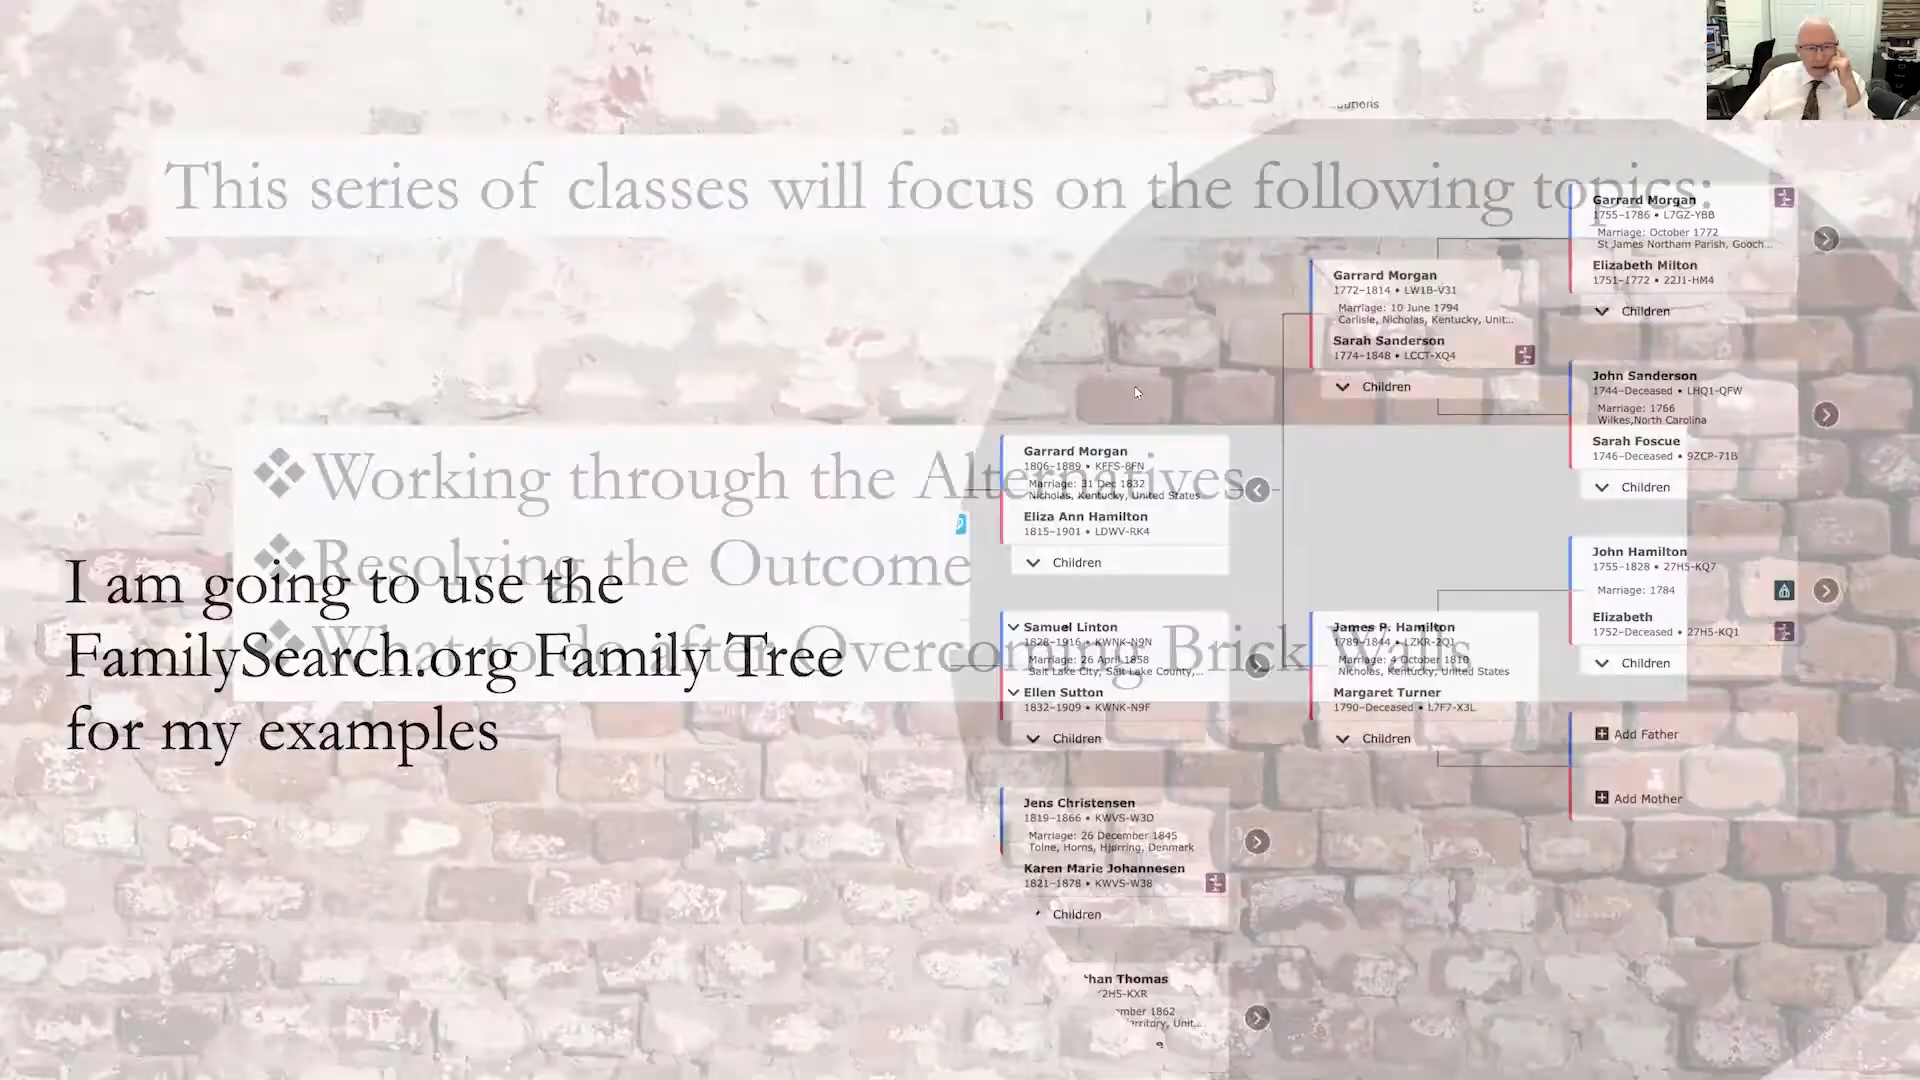 utions
This series of classes will focus on the following topics:
❖Working through the Alternatives
❖Resolving the Outcome
❖What to do after Overcoming Brick Walls
I am going to use the
FamilySearch.org Family Tree
for my examples
Garrard Morgan
1806–1889 • KFFS-8FN
Marriage: 31 Dec 1832
Nicholas, Kentucky, United States
Eliza Ann Hamilton
1815–1901 • LDWV-RK4
Children
Samuel Linton
1828–1916 • KWNK-N9N
Marriage: 26 April 1858
Salt Lake City, Salt Lake County,...
Ellen Sutton
1832–1909 • KWNK-N9F
Children
Jens Christensen
1819–1866 • KWVS-W3D
Marriage: 26 December 1845
Tolne, Horns, Hjørring, Denmark
Karen Marie Johannesen
1821–1878 • KWVS-W38
Children
han Thomas
2H5-KXR
mber 1862
erritory, Unit...
Garrard Morgan
1772–1814 • LW1B-V31
Marriage: 10 June 1794
Carlisle, Nicholas, Kentucky, Unit...
Sarah Sanderson
1774–1848 • LCCT-XQ4
Children
James P. Hamilton
1789–1844 • LZKR-2Q1
Marriage: 4 October 1810
Nicholas, Kentucky, United States
Margaret Turner
1790–Deceased • L7F7-X3L
Children
Garrard Morgan
1755–1786 • L7GZ-YBB
Marriage: October 1772
St James Northam Parish, Gooch...
Elizabeth Milton
1751–1772 • 22J1-HM4
Children
John Sanderson
1744–Deceased • LHQ1-QFW
Marriage: 1766
Wilkes,North Carolina
Sarah Foscue
1746–Deceased • 9ZCP-71B
Children
John Hamilton
1755–1828 • 27H5-KQ7
Marriage: 1784
Elizabeth
1752–Deceased • 27H5-KQ1
Children
Add Father
Add Mother